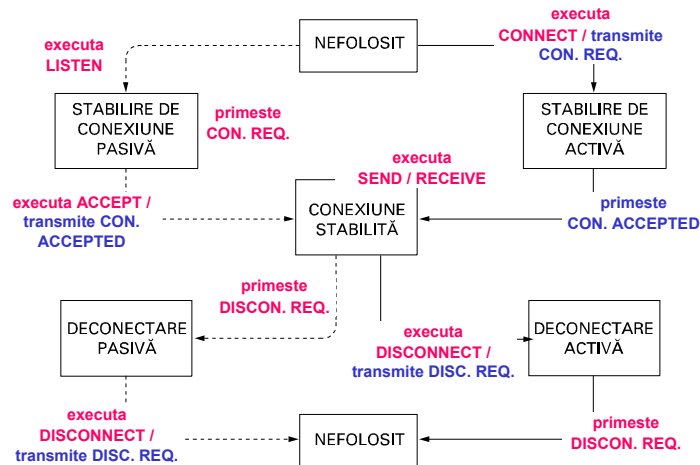 executa
CONNECT / transmite
CON. REQ.
executa
LISTEN
NEFOLOSIT
STABILIRE DE
CONEXIUNE
PASIVĂ
primeste
CON. REQ.
STABILIRE DE
CONEXIUNE
ACTIVĂ
executa
SEND / RECEIVE
executa ACCEPT /
transmite CON.
ACCEPTED
CONEXIUNE
STABILITĂ
primeste
CON. ACCEPTED
primeste
DISCON. REQ.
DECONECTARE
PASIVĂ
executa
DISCONNECT /
transmite DISC. REQ.
DECONECTARE
ACTIVĂ
executa
DISCONNECT /
transmite DISC. REQ.
NEFOLOSIT
primeste
DISCON. REQ.